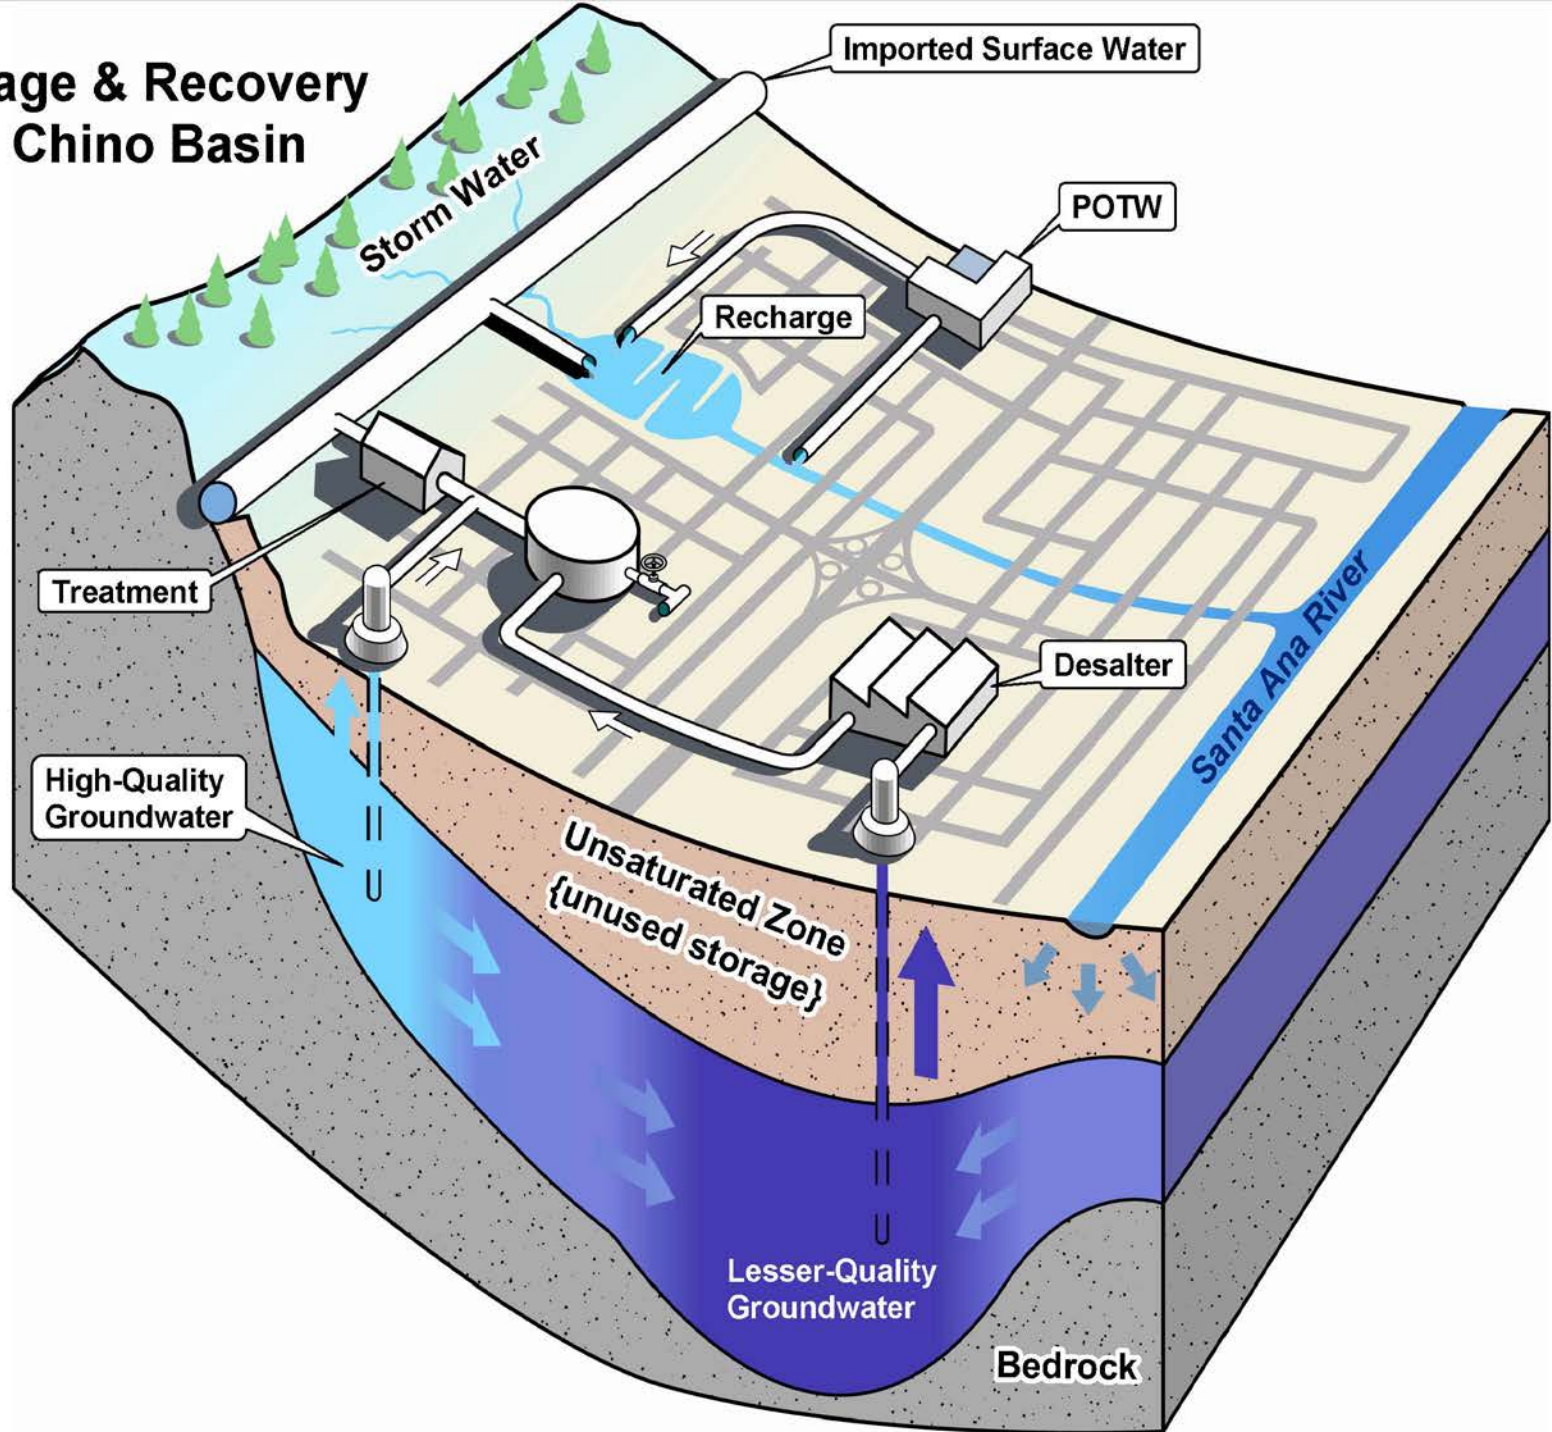 age & Recovery
Chino Basin
Imported Surface Water
Storm Water
POTW
Recharge
Treatment
Santa Ana River
Desalter
High-Quality
Groundwater
Unsaturated Zone
{unused storage}
Lesser-Quality
Groundwater
Bedrock